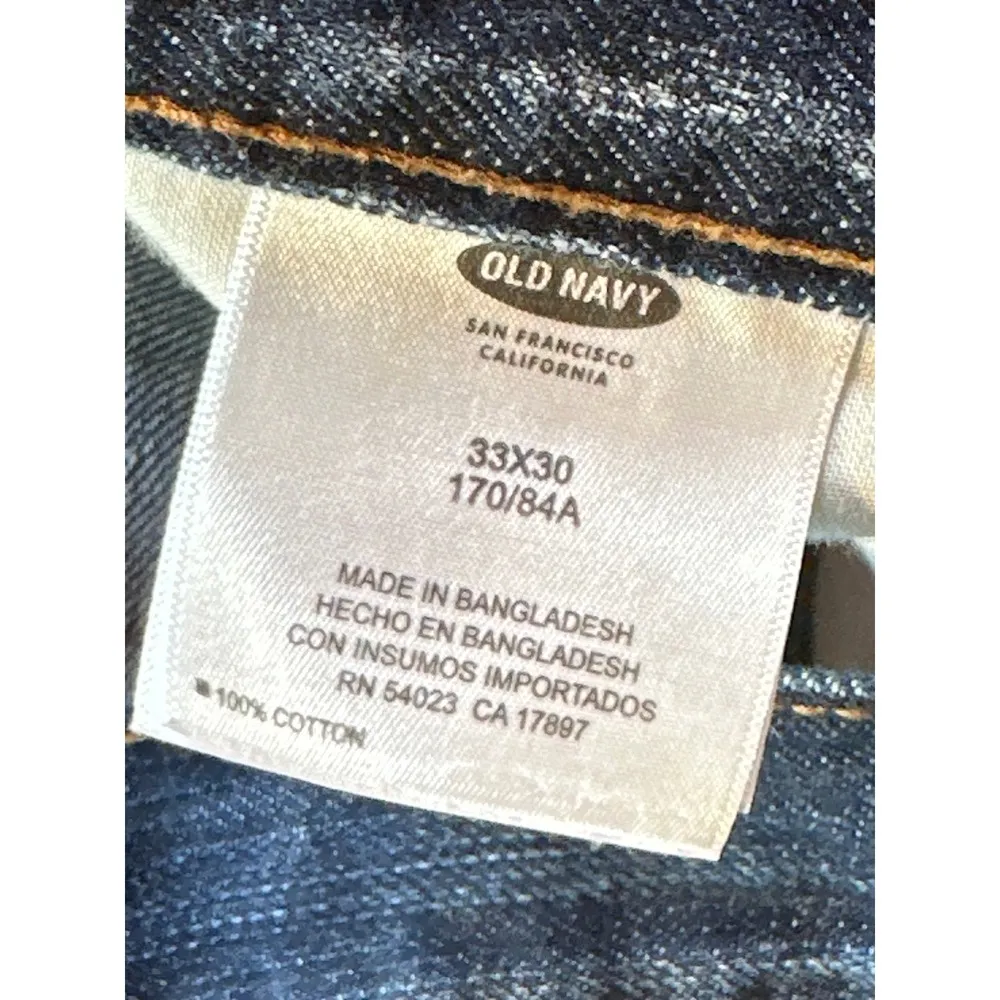 OLD NAVY
SAN FRANCISCO
CALIFORNIA
33X30
170/84A
MADE IN BANGLADESH
HECHO EN BANGLADESH
CON INSUMOS IMPORTADOS
RN 54023 CA 17897
100% COTTON